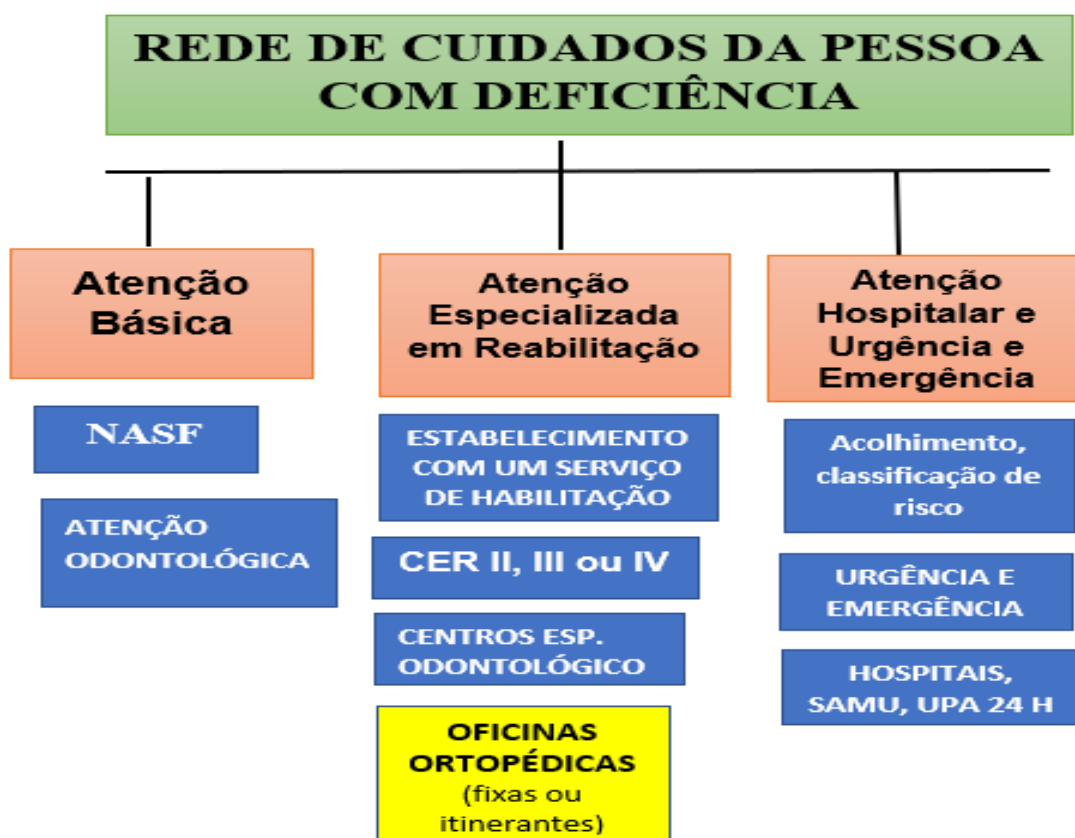 REDE DE CUIDADOS DA PESSOA
COM DEFICIÊNCIA
Atenção
Básica
NASF
ATENÇÃO
ODONTOLÓGICA
Atenção
Especializada
em Reabilitação
ESTABELECIMENTO
COM UM SERVIÇO
DE HABILITAÇÃO
CER II, III ou IV
CENTROS ESP.
ODONTOLÓGICO
OFICINAS
ORTOPÉDICAS
(fixas ou
itinerantes)
Atenção
Hospitalar e
Urgência e
Emergência
Acolhimento,
classificação de
risco
URGÊNCIA E
EMERGÊNCIA
HOSPITAIS,
SAMU, UPA 24 H